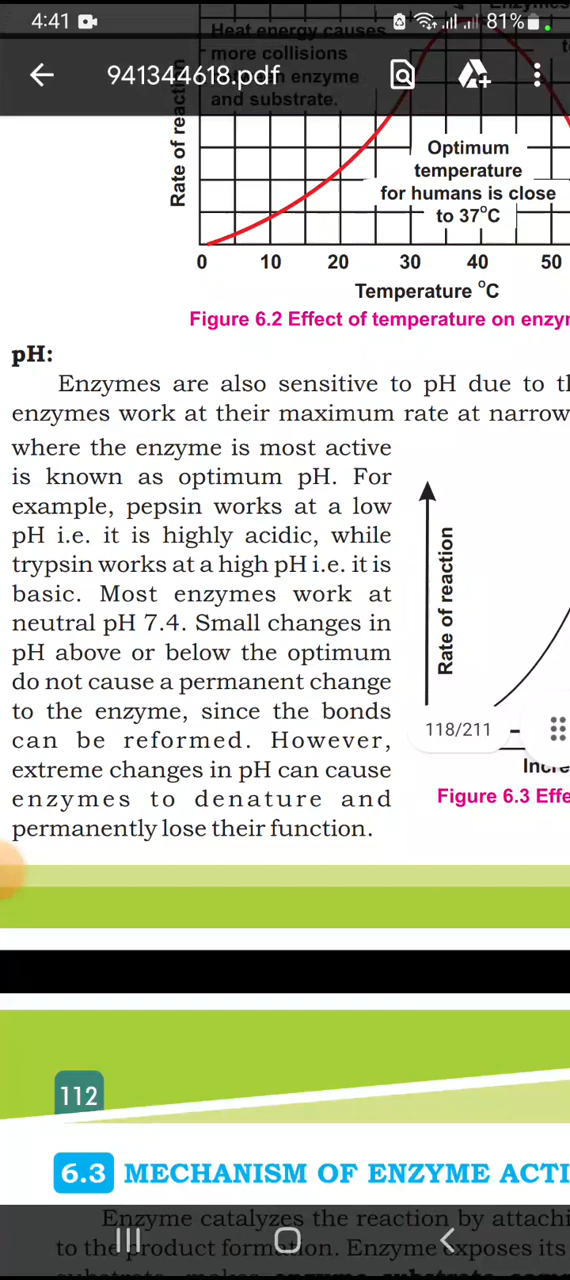 4:41 81%
Enzymes
941344618.pdf
Heat energy causes
more collisions
enzyme
and substrate.
Rate of reaction
Optimum
temperature
for humans is close
to 37°C
0 10 20 30 40 50
Temperature °C
Figure 6.2 Effect of temperature on enzy
pH:
Enzymes are also sensitive to pH due to t
enzymes work at their maximum rate at narrow
where the enzyme is most active
is known as optimum pH. For
example, pepsin works at a low
pH i.e. it is highly acidic, while
trypsin works at a high pH i.e. it is
basic. Most enzymes work at
neutral pH 7.4. Small changes in
pH above or below the optimum
do not cause a permanent change
to the enzyme, since the bonds
can be reformed. However,
extreme changes in pH can cause
enzymes to denature and
permanently lose their function.
Rate of reaction
118/211
Incre
Figure 6.3 Effe
112
6.3 MECHANISM OF ENZYME ACTI
Enzyme catalyzes the reaction by attachi
to the product formation. Enzyme exposes its